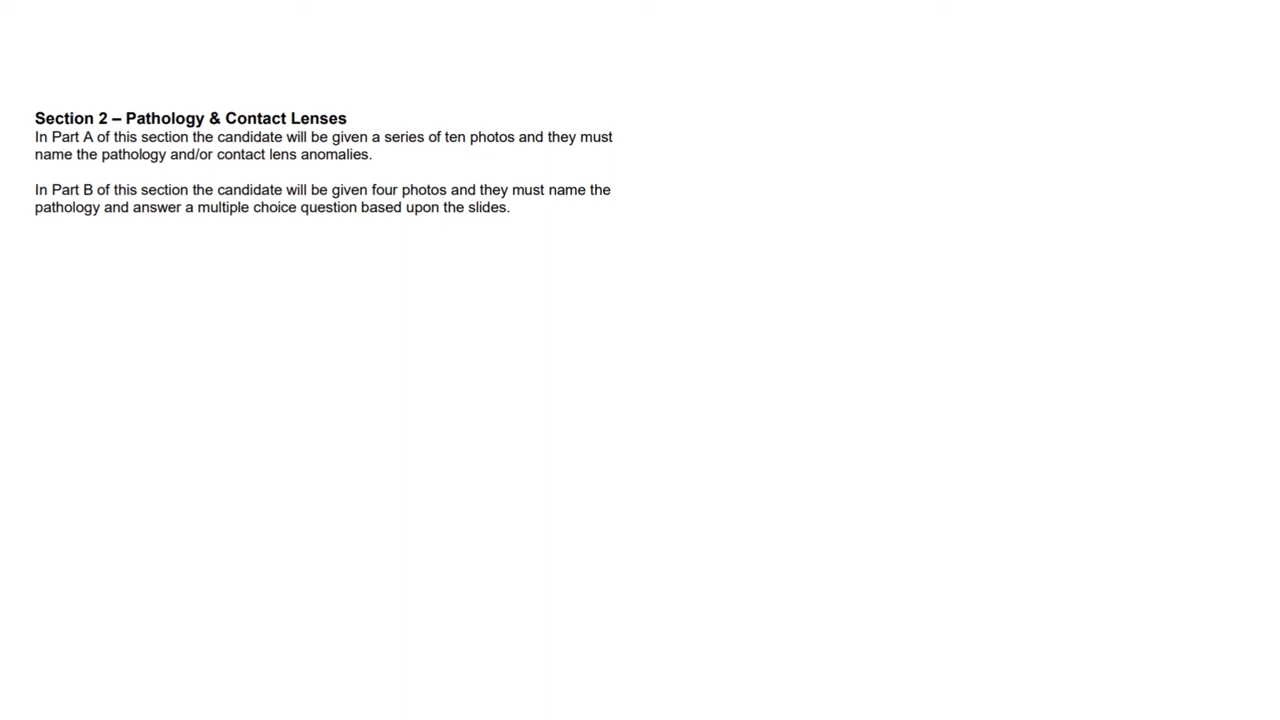 Section 2 – Pathology & Contact Lenses
In Part A of this section the candidate will be given a series of ten photos and they must
name the pathology and/or contact lens anomalies.
In Part B of this section the candidate will be given four photos and they must name the
pathology and answer a multiple choice question based upon the slides.